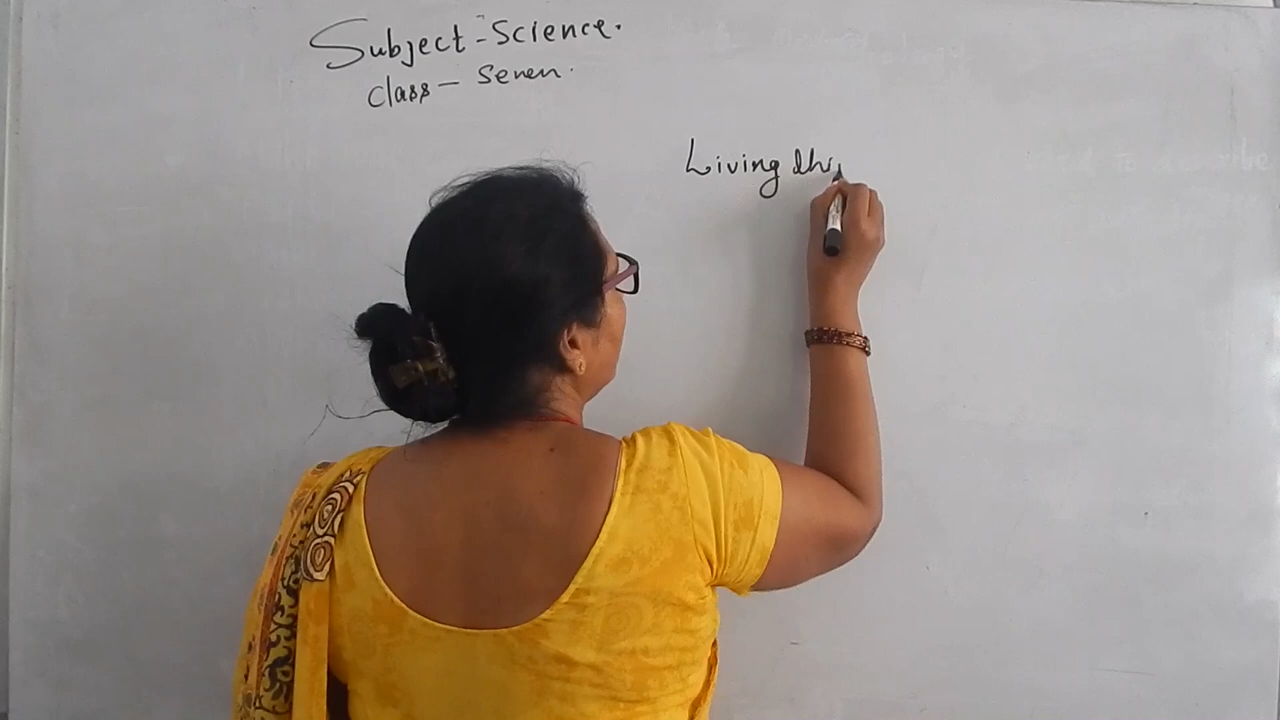 Subject :- Science.
Class – Seven.
Living thi